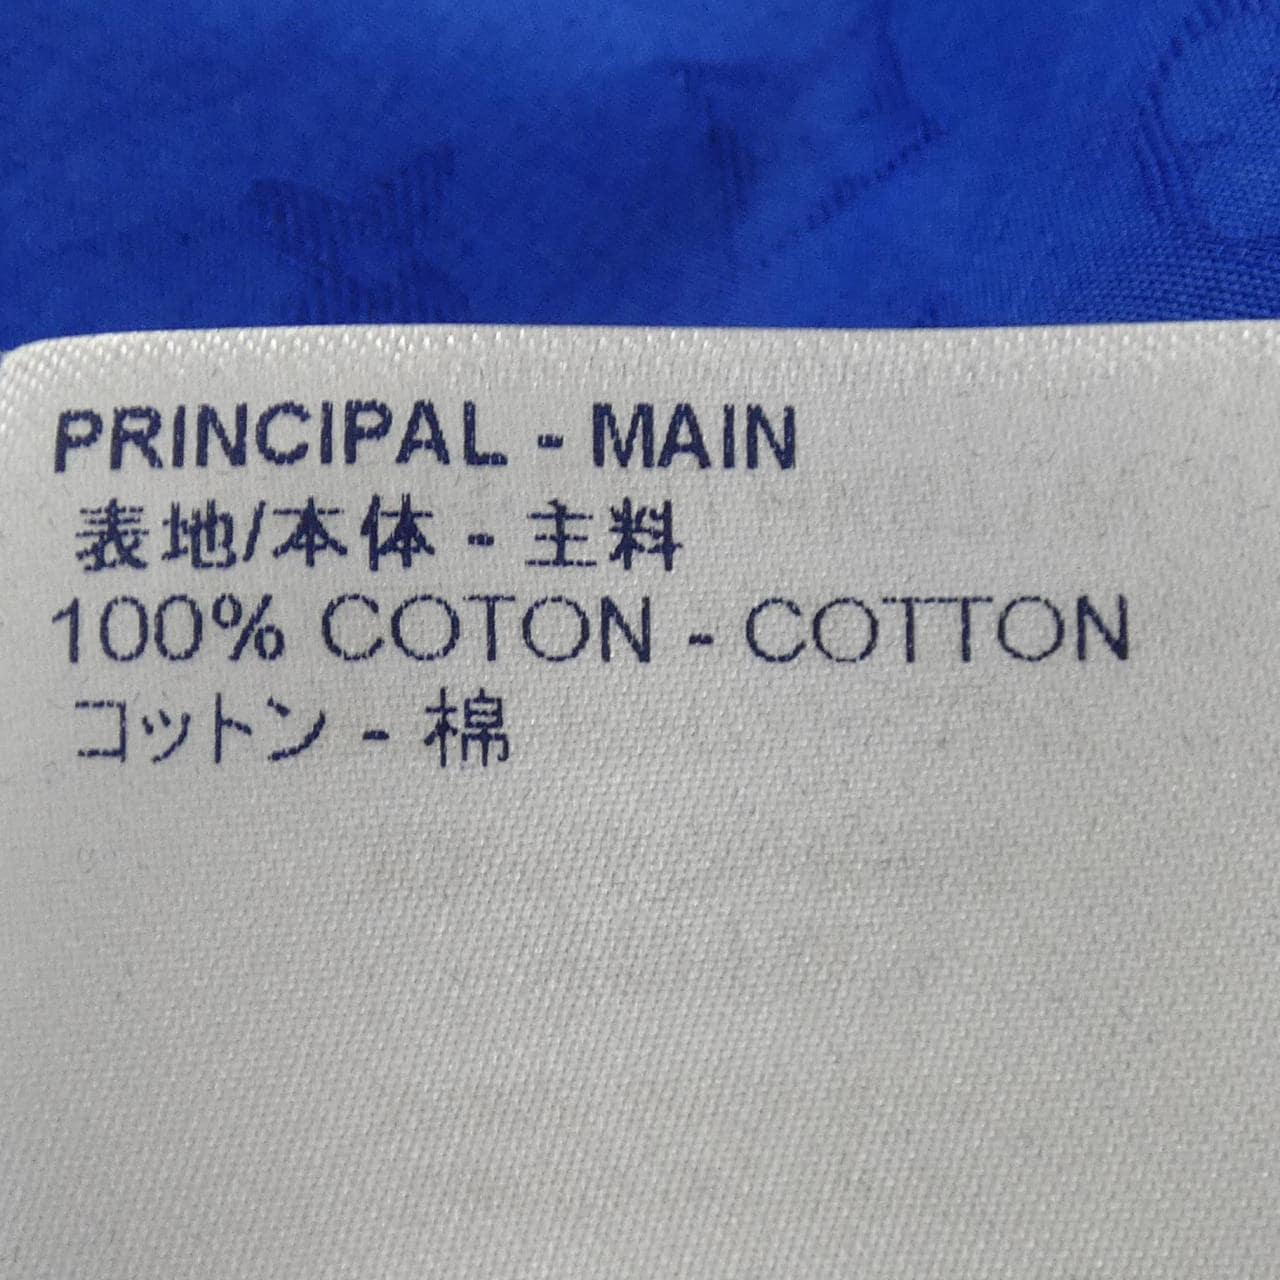 PRINCIPAL - MAIN
表地/本体 - 主料
100% COTON - COTTON
コットン - 棉